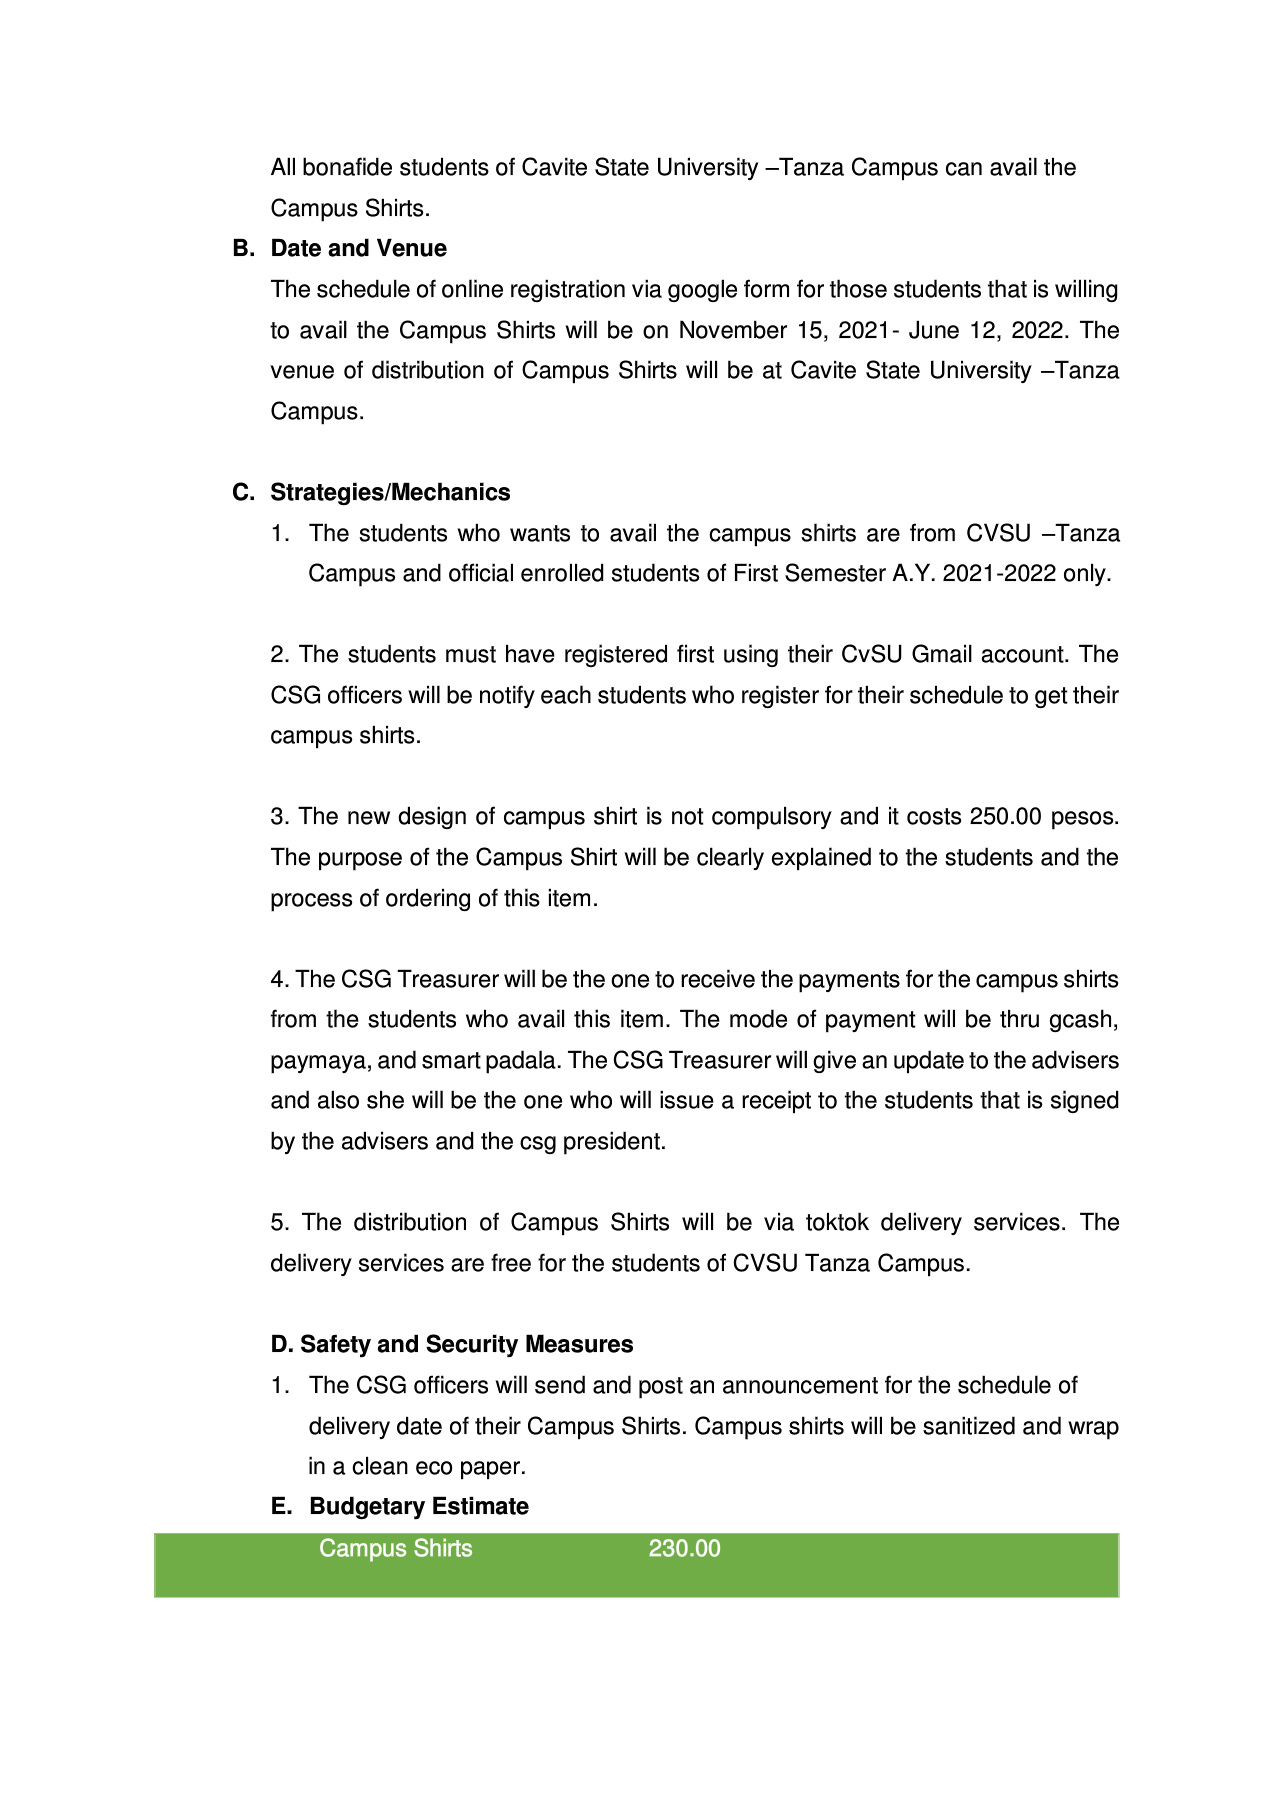 All bonafide students of Cavite State University –Tanza Campus can avail the
Campus Shirts.
B. Date and Venue
The schedule of online registration via google form for those students that is willing
to avail the Campus Shirts will be on November 15, 2021- June 12, 2022. The
venue of distribution of Campus Shirts will be at Cavite State University –Tanza
Campus.
C. Strategies/Mechanics
1. The students who wants to avail the campus shirts are from CVSU –Tanza
Campus and official enrolled students of First Semester A.Y. 2021-2022 only.
2. The students must have registered first using their CvSU Gmail account. The
CSG officers will be notify each students who register for their schedule to get their
campus shirts.
3. The new design of campus shirt is not compulsory and it costs 250.00 pesos.
The purpose of the Campus Shirt will be clearly explained to the students and the
process of ordering of this item.
4. The CSG Treasurer will be the one to receive the payments for the campus shirts
from the students who avail this item. The mode of payment will be thru gcash,
paymaya, and smart padala. The CSG Treasurer will give an update to the advisers
and also she will be the one who will issue a receipt to the students that is signed
by the advisers and the csg president.
5. The distribution of Campus Shirts will be via toktok delivery services. The
delivery services are free for the students of CVSU Tanza Campus.
D. Safety and Security Measures
1. The CSG officers will send and post an announcement for the schedule of
delivery date of their Campus Shirts. Campus shirts will be sanitized and wrap
in a clean eco paper.
E. Budgetary Estimate
Campus Shirts 230.00